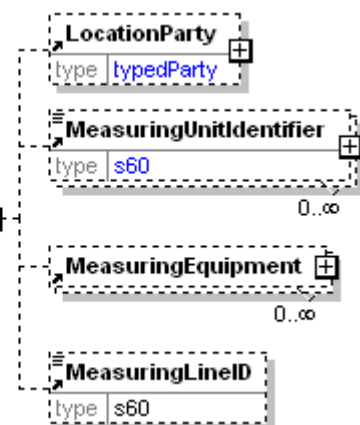 LocationParty
type typedParty
MeasuringUnitIdentifier
type s60
0..∞
MeasuringEquipment
0..∞
MeasuringLineID
type s60